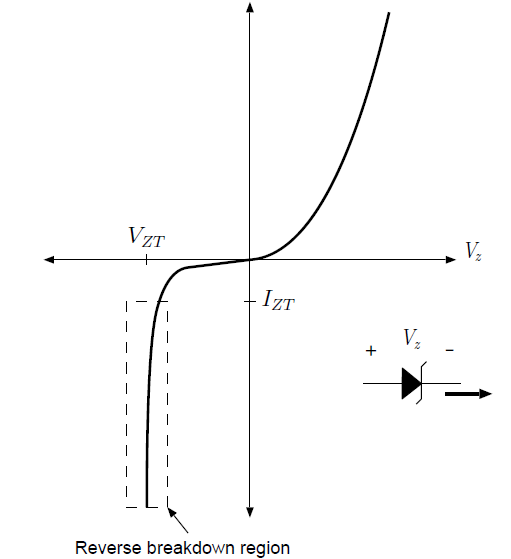 V_ZT
V_z
I_ZT
V_z
+ -
Reverse breakdown region